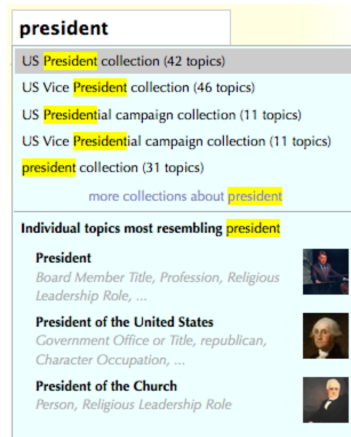 president
US President collection (42 topics)
US Vice President collection (46 topics)
US Presidential campaign collection (11 topics)
US Vice Presidential campaign collection (11 topics)
president collection (31 topics)
more collections about president
Individual topics most resembling president
President
Board Member Title, Profession, Religious
Leadership Role, ...
President of the United States
Government Office or Title, republican,
Character Occupation, ...
President of the Church
Person, Religious Leadership Role